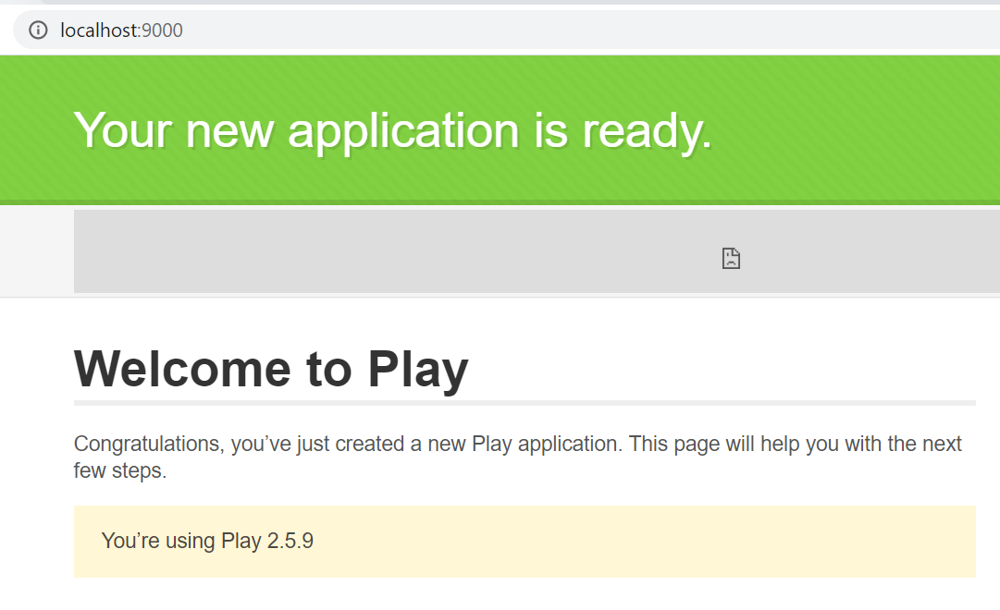 localhost:9000
Your new application is ready.
Welcome to Play
Congratulations, you’ve just created a new Play application. This page will help you with the next
few steps.
You’re using Play 2.5.9